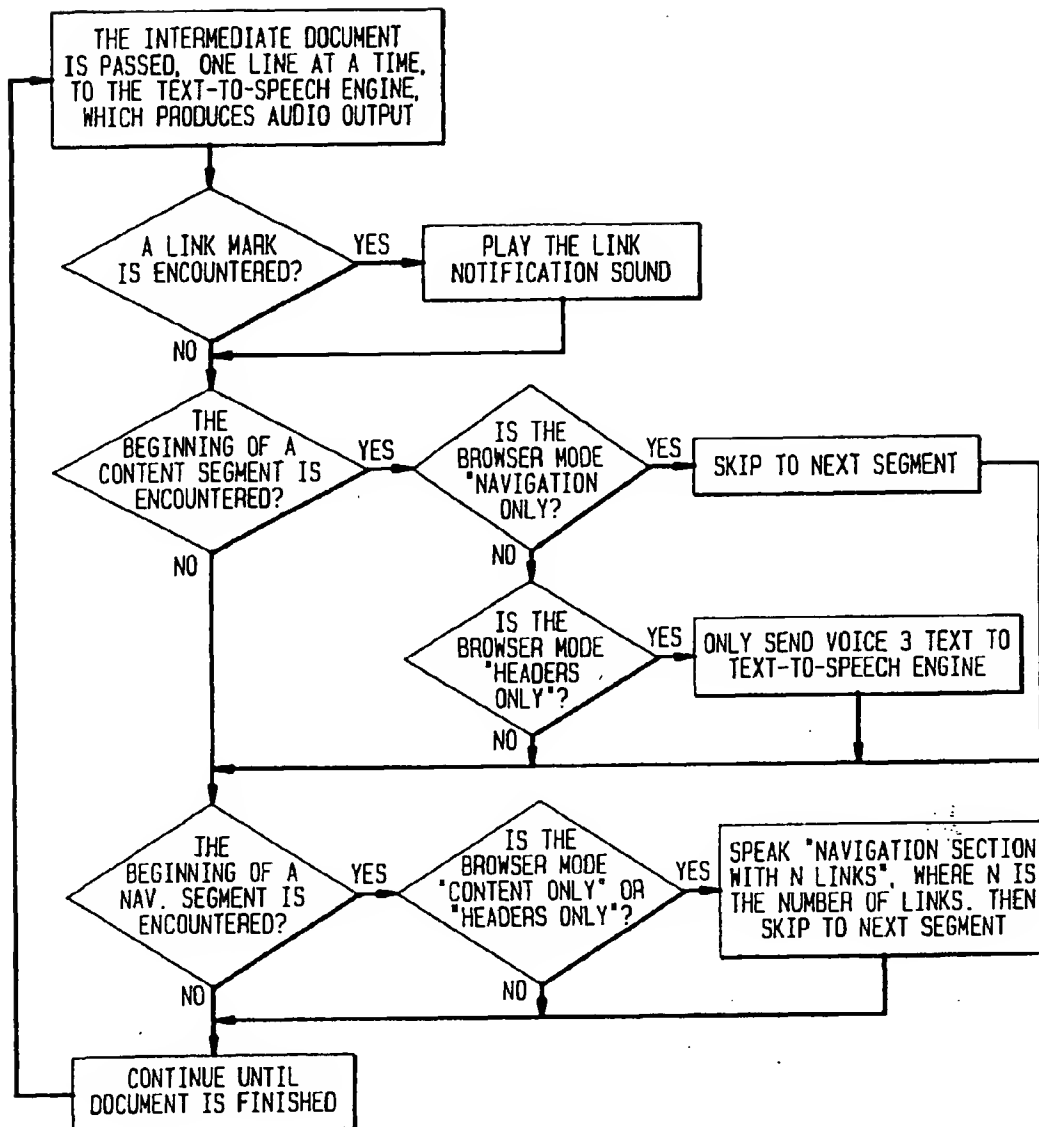 THE INTERMEDIATE DOCUMENT
IS PASSED, ONE LINE AT A TIME,
TO THE TEXT-TO-SPEECH ENGINE,
WHICH PRODUCES AUDIO OUTPUT
A LINK MARK
IS ENCOUNTERED?
YES
PLAY THE LINK
NOTIFICATION SOUND
NO
THE
BEGINNING OF A
CONTENT SEGMENT IS
ENCOUNTERED?
YES
IS THE
BROWSER MODE
"NAVIGATION
ONLY?
YES
SKIP TO NEXT SEGMENT
NO
NO
IS THE
BROWSER MODE
"HEADERS
ONLY"?
YES
ONLY SEND VOICE 3 TEXT TO
TEXT-TO-SPEECH ENGINE
NO
THE
BEGINNING OF A
NAV. SEGMENT IS
ENCOUNTERED?
YES
IS THE
BROWSER MODE
"CONTENT ONLY" OR
"HEADERS ONLY"?
YES
SPEAK "NAVIGATION SECTION
WITH N LINKS", WHERE N IS
THE NUMBER OF LINKS. THEN
SKIP TO NEXT SEGMENT
NO
NO
CONTINUE UNTIL
DOCUMENT IS FINISHED